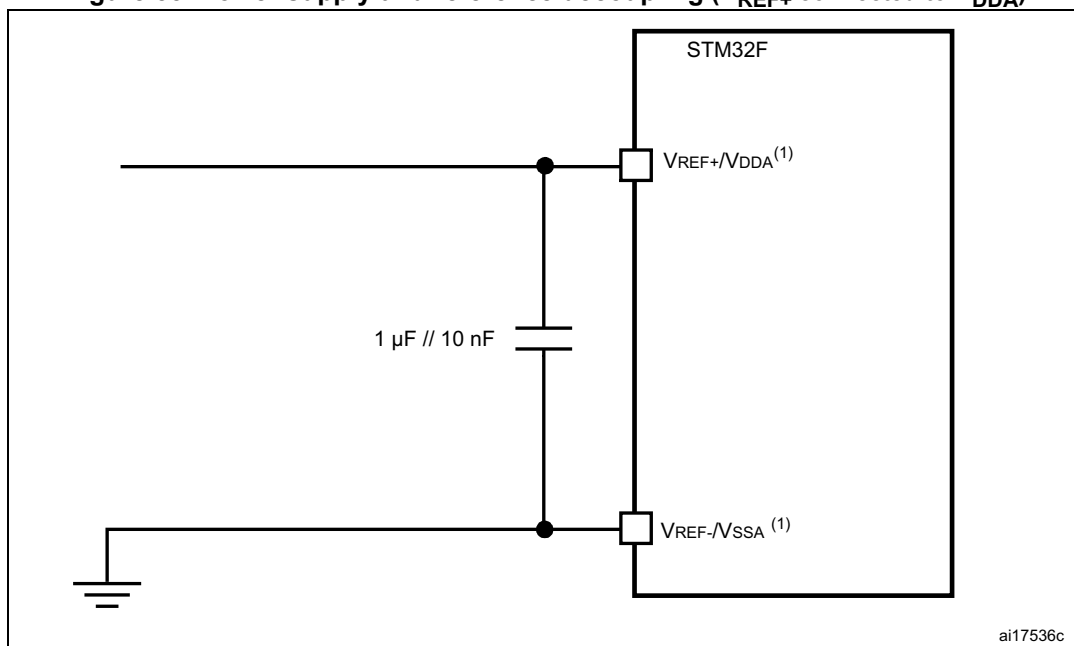 STM32F
VREF+/VDDA(1)
1 µF // 10 nF
VREF-/VSSA (1)
ai17536c